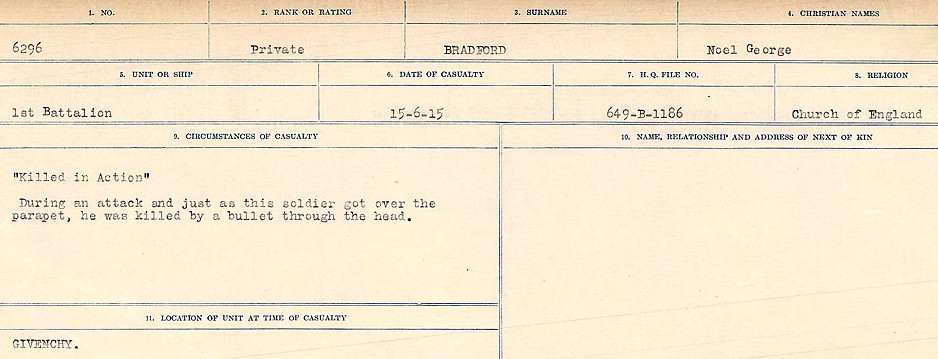 1. NO. 2. RANK OR RATING 3. SURNAME 4. CHRISTIAN NAMES
6296 Private BRADFORD Noel George
5. UNIT OR SHIP 6. DATE OF CASUALTY 7. H. Q. FILE NO. 8. RELIGION
1st Battalion 15-6-15 649-B-1186 Church of England
9. CIRCUMSTANCES OF CASUALTY 10. NAME, RELATIONSHIP AND ADDRESS OF NEXT OF KIN
"Killed in Action"
During an attack and just as this soldier got over the
parapet, he was killed by a bullet through the head.
11. LOCATION OF UNIT AT TIME OF CASUALTY
GIVENCHY.